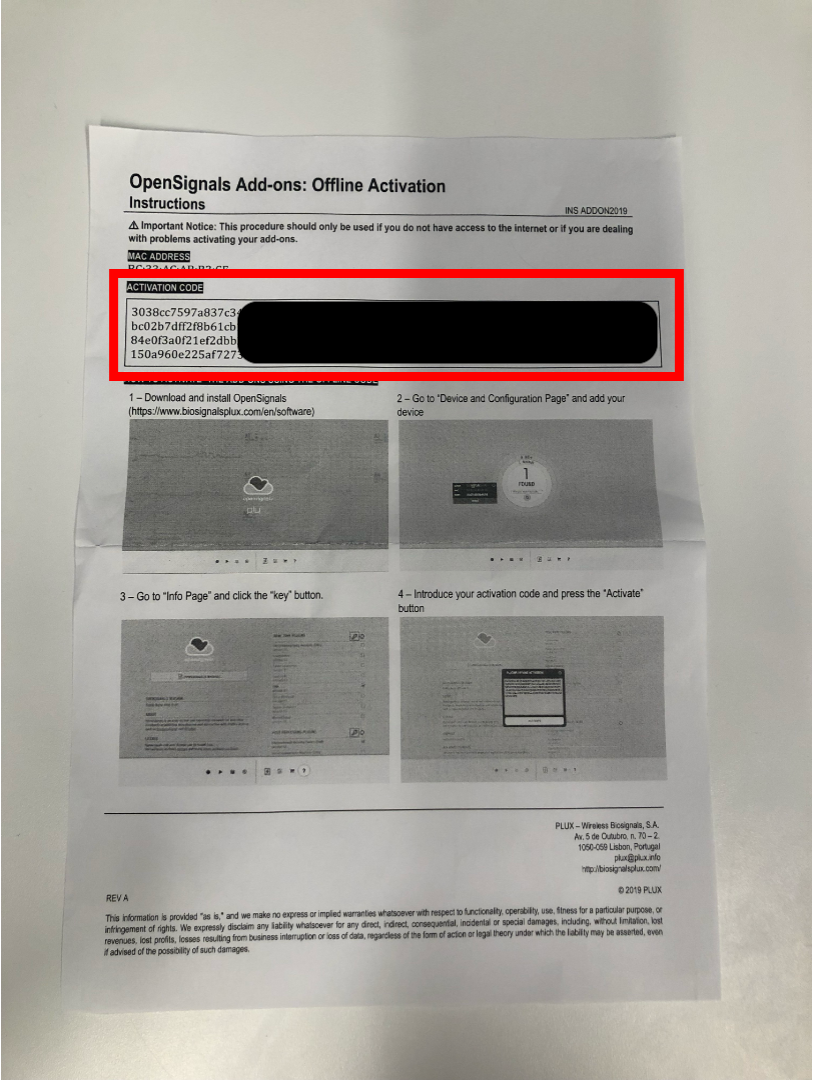 OpenSignals Add-ons: Offline Activation
Instructions
INS ADDON2019
⚠ Important Notice: This procedure should only be used if you do not have access to the internet or if you are dealing
with problems activating your add-ons.
MAC ADDRESS
ACTIVATION CODE
3038cc7597a837c3
bc02b7dff2f8b61cb
84e0f3a0f21ef2dbb
150a960e225af7273
1 – Download and install OpenSignals
(https://www.biosignalsplux.com/en/software)
2 – Go to “Device and Configuration Page” and add your
device
opensignals
plux
1
FOUND
3 – Go to “Info Page” and click the “key” button.
4 – Introduce your activation code and press the “Activate”
button
PLUX – Wireless Biosignals, S.A.
Av. 5 de Outubro, n. 70 – 2.
1050-059 Lisbon, Portugal
plux@plux.info
http://biosignalsplux.com/
© 2019 PLUX
REV A
This information is provided "as is," and we make no express or implied warranties whatsoever with respect to functionality, operability, use, fitness for a particular purpose, or
infringement of rights. We expressly disclaim any liability whatsoever for any direct, indirect, consequential, incidental or special damages, including, without limitation, lost
revenues, lost profits, losses resulting from business interruption or loss of data, regardless of the form of action or legal theory under which the liability may be asserted, even
if advised of the possibility of such damages.